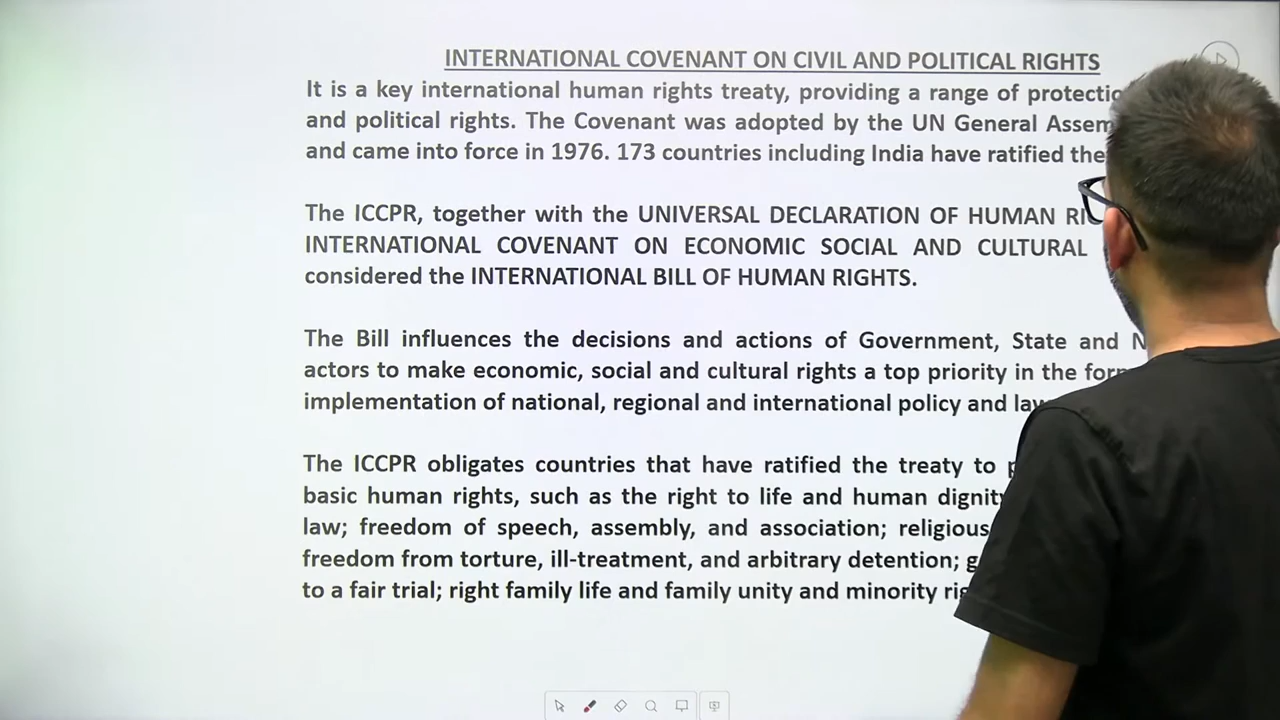 INTERNATIONAL COVENANT ON CIVIL AND POLITICAL RIGHTS
It is a key international human rights treaty, providing a range of
and political rights. The Covenant was adopted by the UN General
and came into force in 1976. 173 countries including India have ratified the
The ICCPR, together with the UNIVERSAL DECLARATION OF HUMAN
INTERNATIONAL COVENANT ON ECONOMIC SOCIAL AND CULTURAL
considered the INTERNATIONAL BILL OF HUMAN RIGHTS.
The Bill influences the decisions and actions of Government, State and
actors to make economic, social and cultural rights a top priority in the
implementation of national, regional and international policy and
The ICCPR obligates countries that have ratified the treaty to
basic human rights, such as the right to life and human
law; freedom of speech, assembly, and association; religious
freedom from torture, ill-treatment, and arbitrary detention;
to a fair trial; right family life and family unity and minority